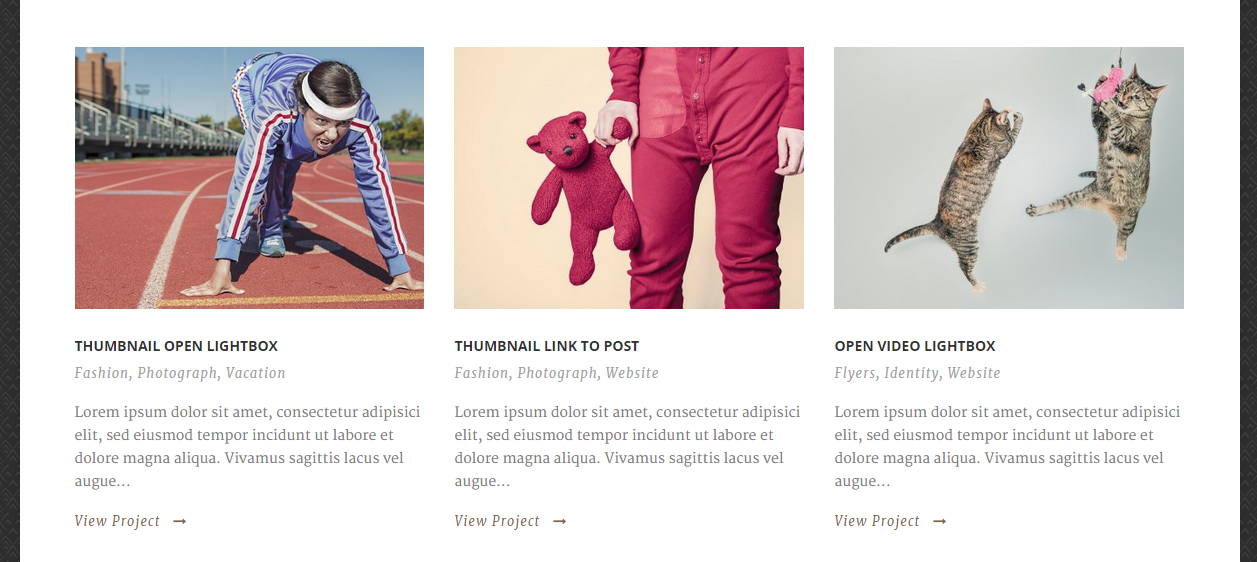 THUMBNAIL OPEN LIGHTBOX
Fashion, Photograph, Vacation
Lorem ipsum dolor sit amet, consectetur adipisici
elit, sed eiusmod tempor incidunt ut labore et
dolore magna aliqua. Vivamus sagittis lacus vel
augue...
View Project →
THUMBNAIL LINK TO POST
Fashion, Photograph, Website
Lorem ipsum dolor sit amet, consectetur adipisici
elit, sed eiusmod tempor incidunt ut labore et
dolore magna aliqua. Vivamus sagittis lacus vel
augue...
View Project →
OPEN VIDEO LIGHTBOX
Flyers, Identity, Website
Lorem ipsum dolor sit amet, consectetur adipisici
elit, sed eiusmod tempor incidunt ut labore et
dolore magna aliqua. Vivamus sagittis lacus vel
augue...
View Project →